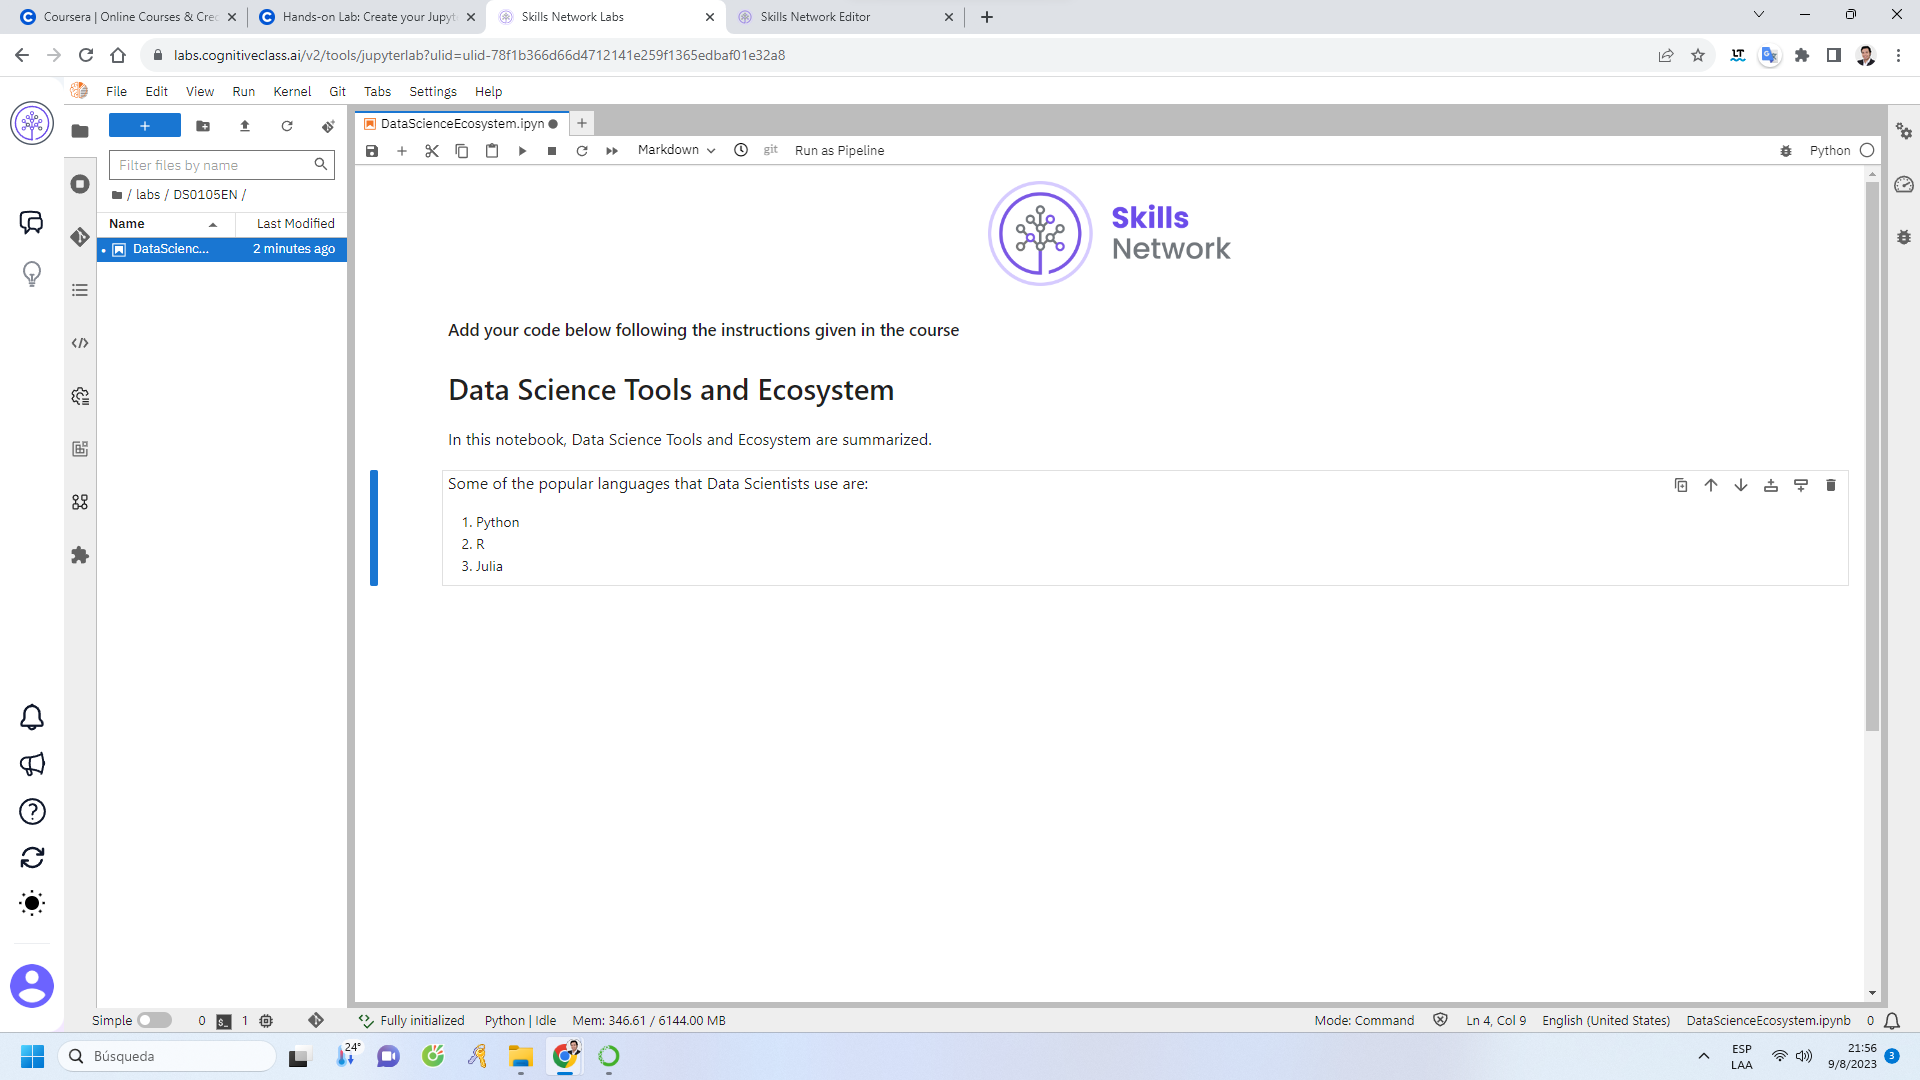 Coursera | Online Courses & Cre
Hands-on Lab: Create your Jupyt
Skills Network Labs
Skills Network Editor
labs.cognitiveclass.ai/v2/tools/jupyterlab?ulid=ulid-78f1b366d66d4712141e259f1365edbaf01e32a8
File Edit View Run Kernel Git Tabs Settings Help
DataScienceEcosystem.ipyn
Filter files by name
Markdown
git
Run as Pipeline
Python
/ labs / DS0105EN /
Name
Last Modified
DataScienc...
2 minutes ago
Skills
Network
Add your code below following the instructions given in the course
Data Science Tools and Ecosystem
In this notebook, Data Science Tools and Ecosystem are summarized.
Some of the popular languages that Data Scientists use are:
1. Python
2. R
3. Julia
Simple
0
1
Fully initialized
Python | Idle
Mem: 346.61 / 6144.00 MB
Mode: Command
Ln 4, Col 9
English (United States)
DataScienceEcosystem.ipynb
0
Búsqueda
24°
ESP
LAA
21:56
9/8/2023
3